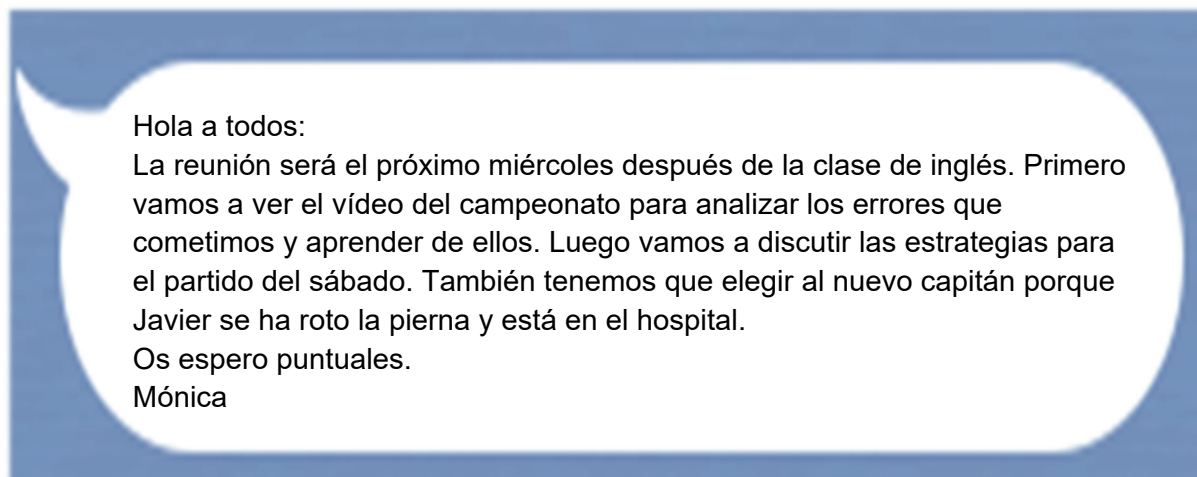 Hola a todos:
La reunión será el próximo miércoles después de la clase de inglés. Primero
vamos a ver el vídeo del campeonato para analizar los errores que
cometimos y aprender de ellos. Luego vamos a discutir las estrategias para
el partido del sábado. También tenemos que elegir al nuevo capitán porque
Javier se ha roto la pierna y está en el hospital.
Os espero puntuales.
Mónica